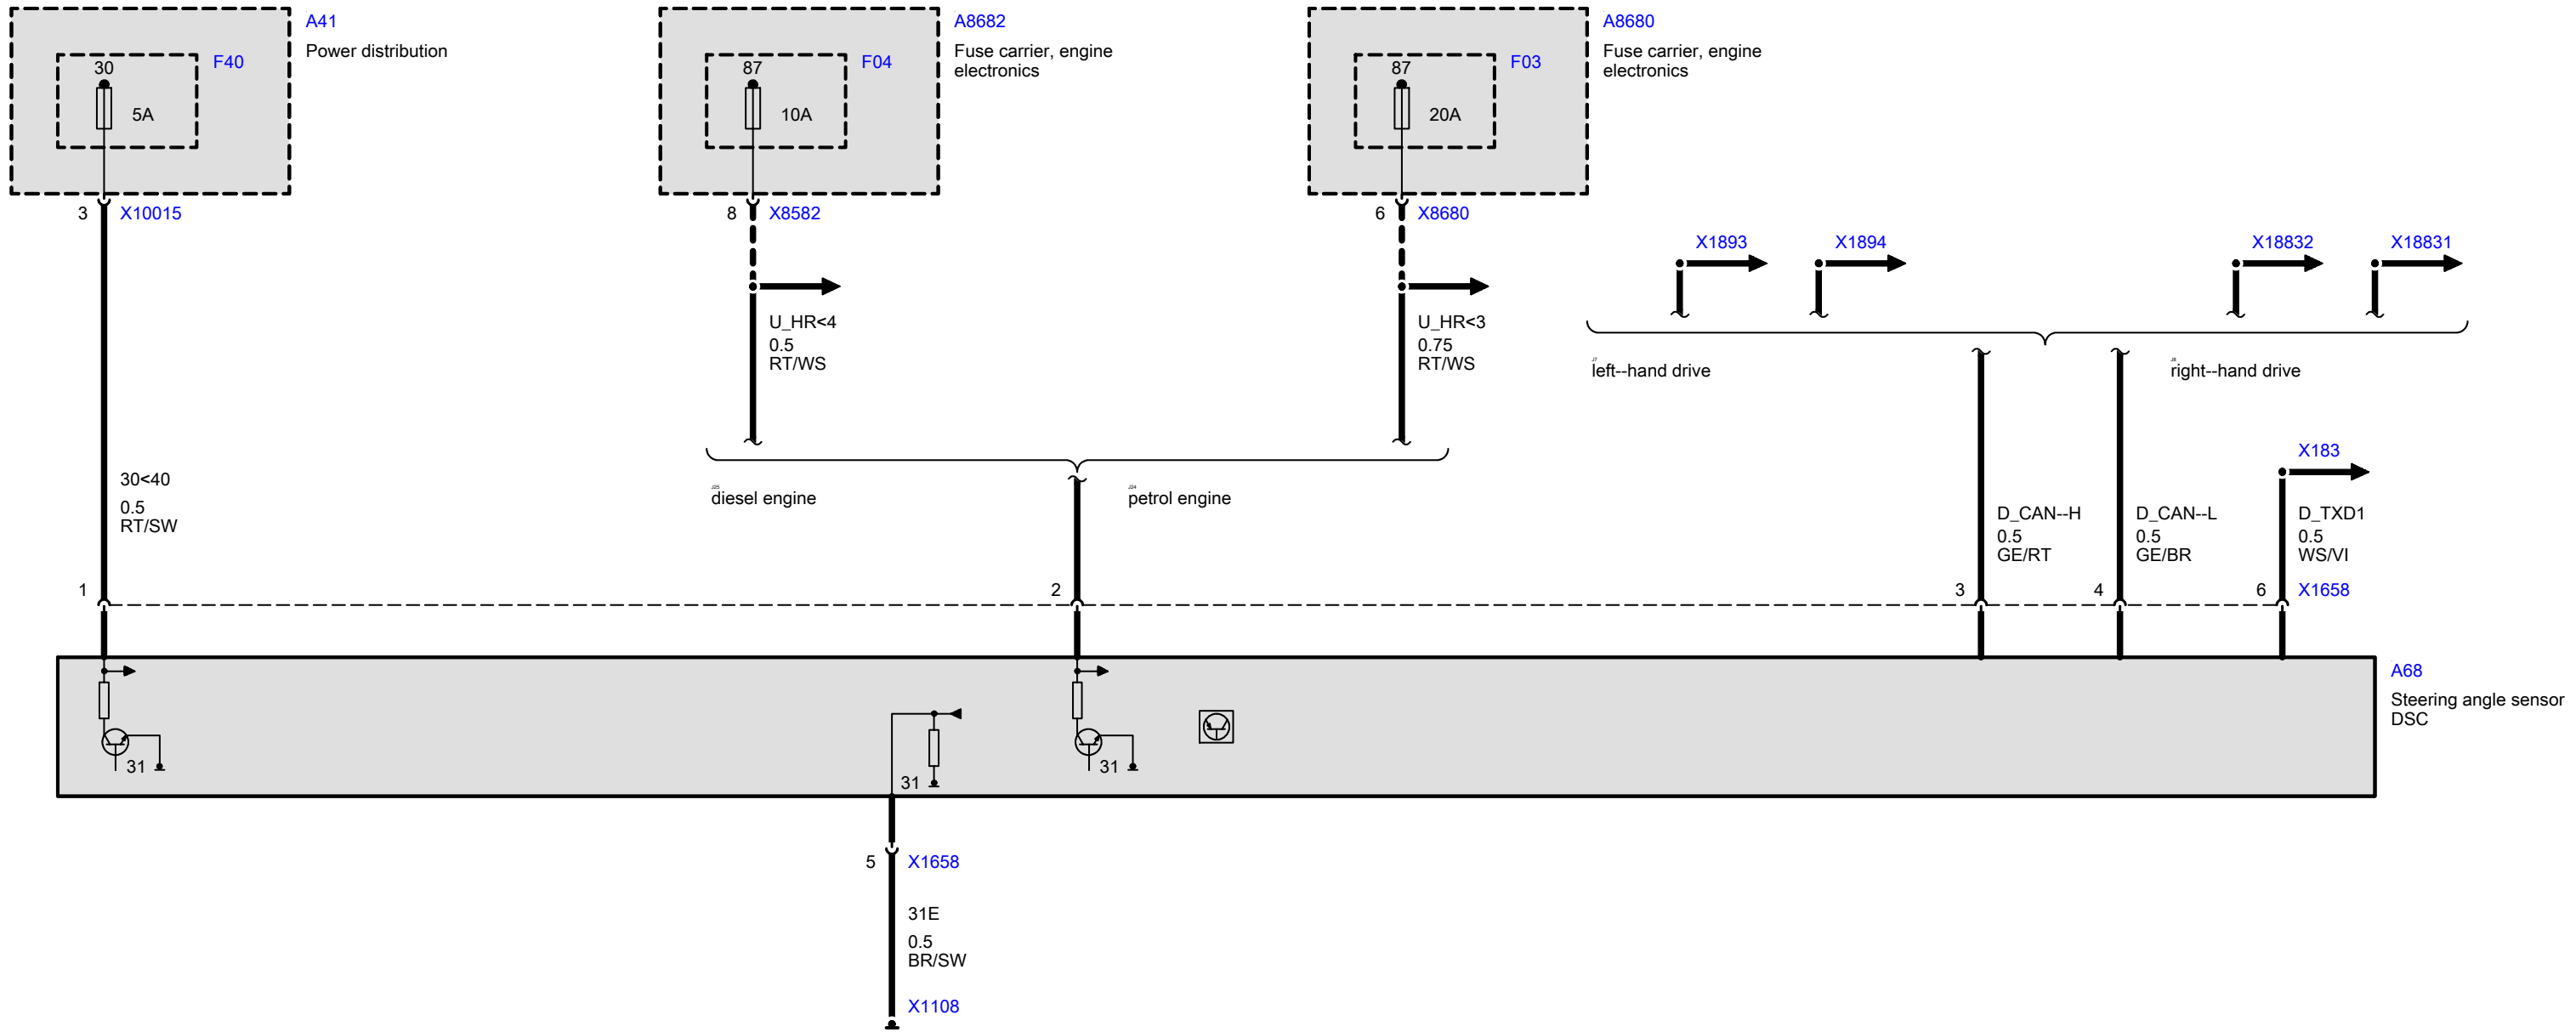 A41
Power distribution
F40
30
5A
3
X10015
A8682
Fuse carrier, engine
electronics
F04
87
10A
8
X8582
A8680
Fuse carrier, engine
electronics
F03
87
20A
6
X8680
X1893
X1894
X18832
X18831
U_HR<4
0.5
RT/WS
U_HR<3
0.75
RT/WS
J7
left--hand drive
J8
right--hand drive
X183
30<40
0.5
RT/SW
J25
diesel engine
J24
petrol engine
D_CAN--H
0.5
GE/RT
D_CAN--L
0.5
GE/BR
D_TXD1
0.5
WS/VI
1
2
3
4
6
X1658
A68
Steering angle sensor
DSC
31
31
31
5
X1658
31E
0.5
BR/SW
X1108